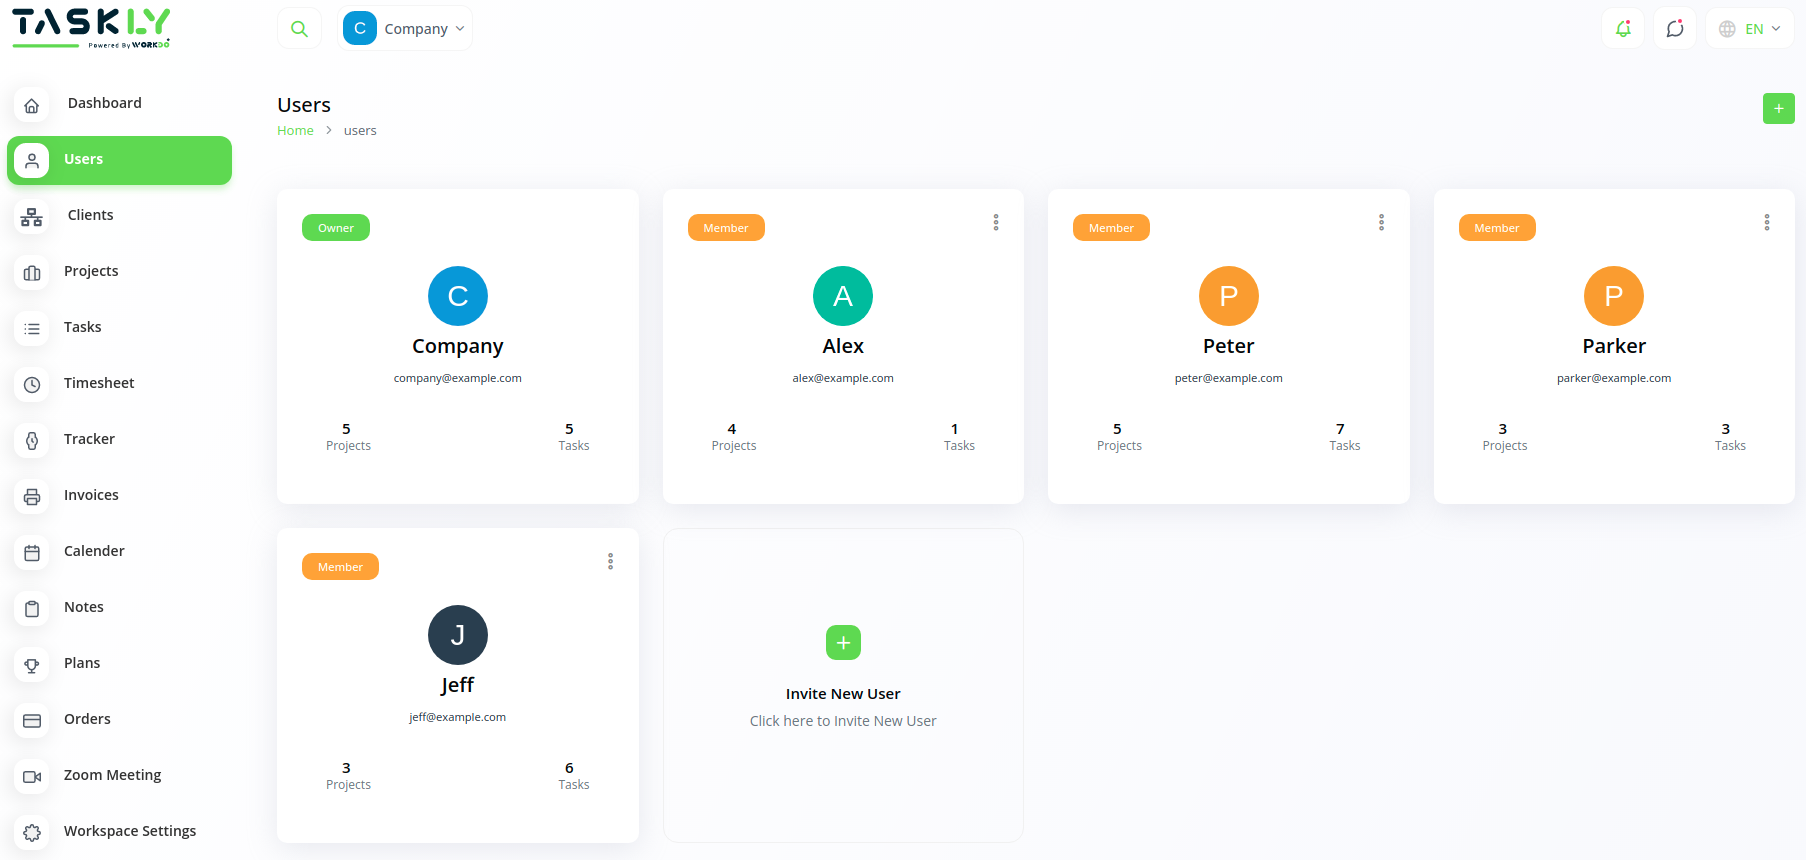 TASKLY
Powered By WORKDO
C Company
EN
Dashboard
Users
Clients
Projects
Tasks
Timesheet
Tracker
Invoices
Calender
Notes
Plans
Orders
Zoom Meeting
Workspace Settings
Users
Home > users
+
Owner
C
Company
company@example.com
5 5
Projects Tasks
Member
A
Alex
alex@example.com
4 1
Projects Tasks
Member
P
Peter
peter@example.com
5 7
Projects Tasks
Member
P
Parker
parker@example.com
3 3
Projects Tasks
Member
J
Jeff
jeff@example.com
3 6
Projects Tasks
+
Invite New User
Click here to Invite New User